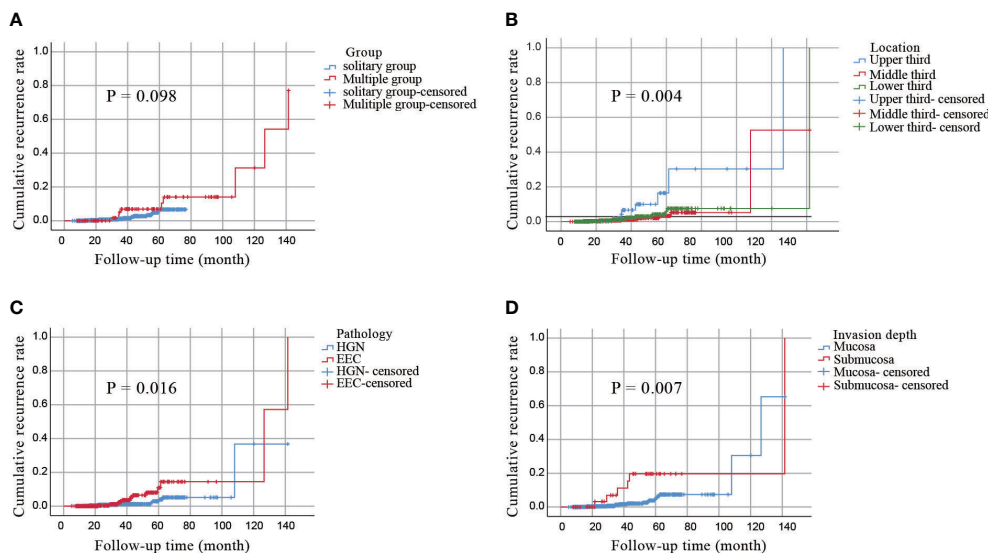 A
Group
solitary group
Multiple group
solitary group-censored
Mulitiple group-censored
P = 0.098
Cumulative recurrence rate
1.0
0.8
0.6
0.4
0.2
0.0
0 20 40 60 80 100 120 140
Follow-up time (month)
B
Location
Upper third
Middle third
Lower third
Upper third- censored
Middle third- censored
Lower third- censord
P = 0.004
Cumulative recurrence rate
1.0
0.8
0.6
0.4
0.2
0.0
0 20 40 60 80 100 120 140
Follow-up time (month)
C
Pathology
HGN
EEC
HGN- censored
EEC-censored
P = 0.016
Cumulative recurrence rate
1.0
0.8
0.6
0.4
0.2
0.0
0 20 40 60 80 100 120 140
Follow-up time (month)
D
Invasion depth
Mucosa
Submucosa
Mucosa- censored
Submucosa- censored
P = 0.007
Cumulative recurrence rate
1.0
0.8
0.6
0.4
0.2
0.0
0 20 40 60 80 100 120 140
Follow-up time (month)